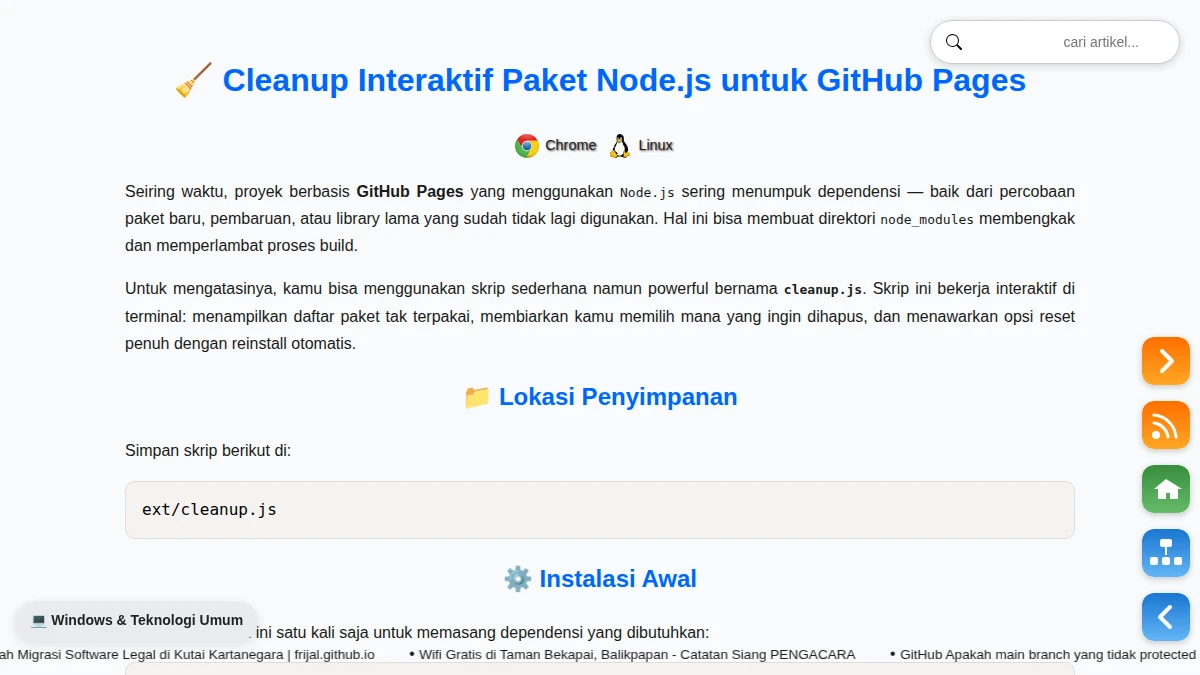 cari artikel...
🧹 Cleanup Interaktif Paket Node.js untuk GitHub Pages
Chrome Linux
Seiring waktu, proyek berbasis GitHub Pages yang menggunakan Node.js sering menumpuk dependensi — baik dari percobaan
paket baru, pembaruan, atau library lama yang sudah tidak lagi digunakan. Hal ini bisa membuat direktori node_modules membengkak
dan memperlambat proses build.
Untuk mengatasinya, kamu bisa menggunakan skrip sederhana namun powerful bernama cleanup.js. Skrip ini bekerja interaktif di
terminal: menampilkan daftar paket tak terpakai, membiarkan kamu memilih mana yang ingin dihapus, dan menawarkan opsi reset
penuh dengan reinstall otomatis.
📁 Lokasi Penyimpanan
Simpan skrip berikut di:
ext/cleanup.js
⚙️ Instalasi Awal
💻 Windows & Teknologi Umum
ini satu kali saja untuk memasang dependensi yang dibutuhkan:
ah Migrasi Software Legal di Kutai Kartanegara | frijal.github.io • Wifi Gratis di Taman Bekapai, Balikpapan - Catatan Siang PENGACARA • GitHub Apakah main branch yang tidak protected